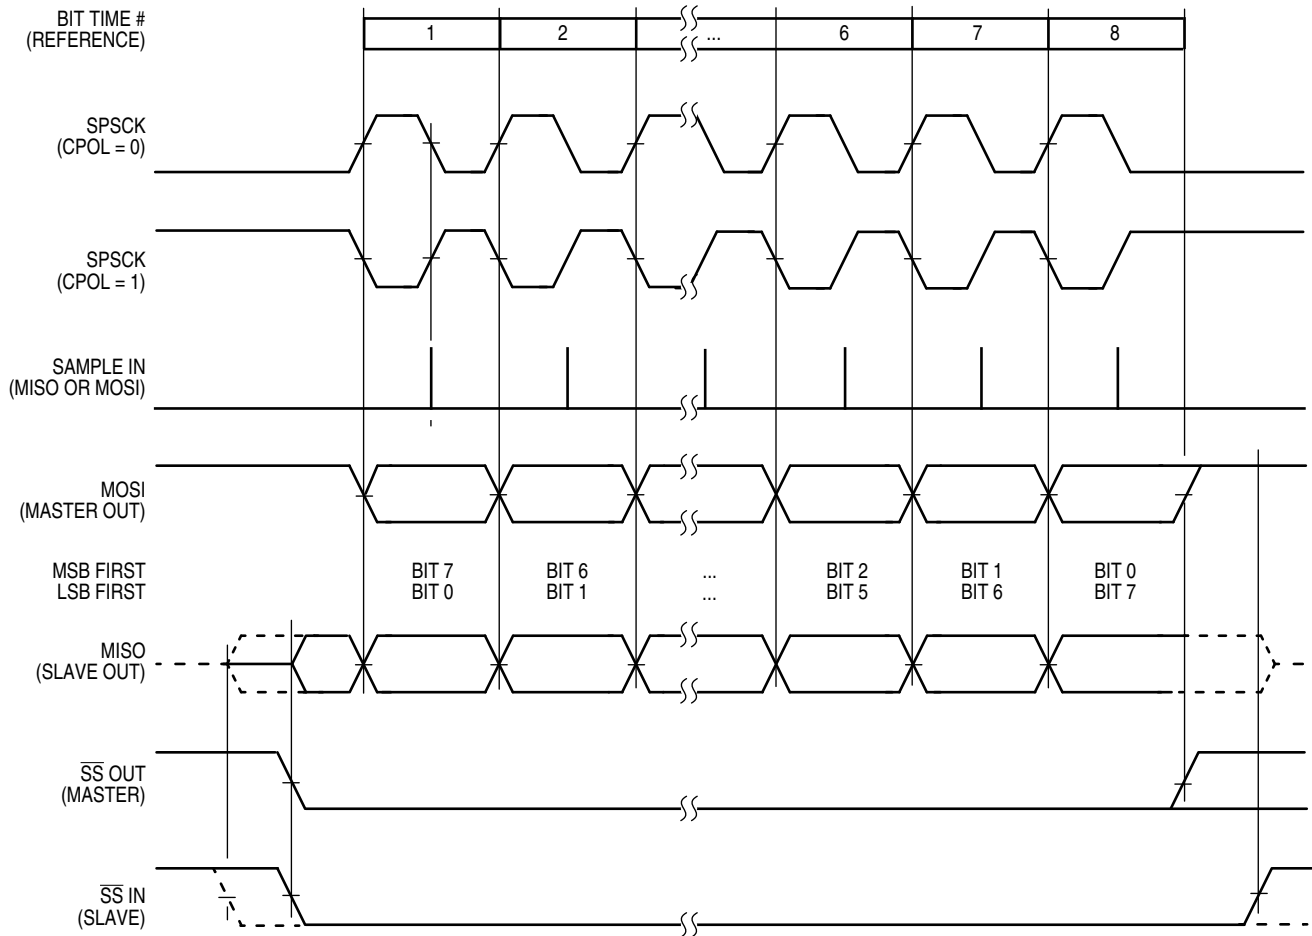 BIT TIME #
(REFERENCE)
1 2 ... 6 7 8
SPSCK
(CPOL = 0)
SPSCK
(CPOL = 1)
SAMPLE IN
(MISO OR MOSI)
MOSI
(MASTER OUT)
MSB FIRST BIT 7 BIT 6 ... BIT 2 BIT 1 BIT 0
LSB FIRST BIT 0 BIT 1 ... BIT 5 BIT 6 BIT 7
MISO
(SLAVE OUT)
S̅S̅ OUT
(MASTER)
S̅S̅ IN
(SLAVE)